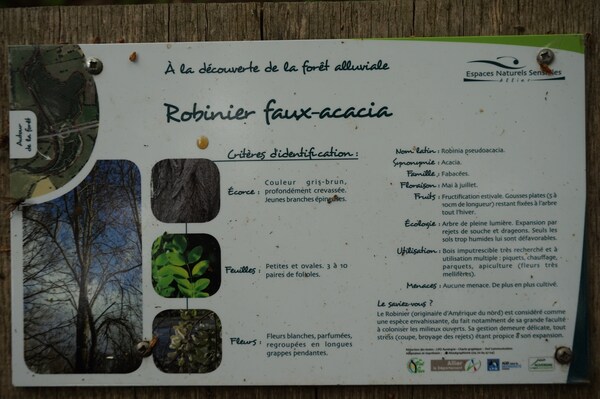 À la découverte de la forêt alluviale
Espaces Naturels Sensibles
Allier
Autour
de la forêt
Robinier faux-acacia
Critères d'identification :
Écorce :
Couleur gris-brun,
profondément crevassée.
Jeunes branches épineuses.
Feuilles :
Petites et ovales. 3 à 10
paires de folioles.
Fleurs :
Fleurs blanches, parfumées,
regroupées en longues
grappes pendantes.
Nom latin : Robinia pseudoacacia.
Synonymie : Acacia.
Famille : Fabacées.
Floraison : Mai à juillet.
Fruits : Fructification estivale. Gousses plates (5 à
10cm de longueur) restant fixées à l'arbre
tout l'hiver.
Écologie : Arbre de pleine lumière. Expansion par
rejets de souche et drageons. Seuls les
sols trop humides lui sont défavorables.
Utilisation : Bois imputrescible très recherché et à
utilisation multiple : piquets, chauffage,
parquets, apiculture (fleurs très
mellifères).
Menaces : Aucune menace. De plus en plus cultivé.
Le saviez-vous ?
Le Robinier (originaire d'Amérique du nord) est considéré comme
une espèce envahissante, du fait notamment de sa grande faculté
à coloniser les milieux ouverts. Sa gestion demeure délicate, tout
strict (coupe, broyage des rejets) étant propice à son expansion.